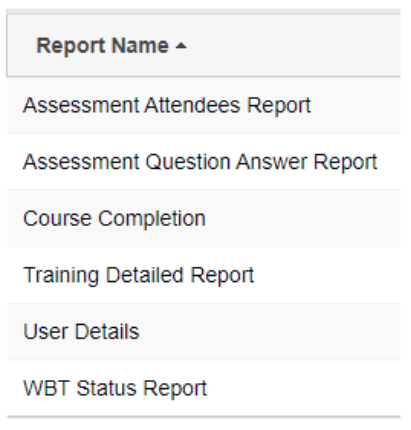 Report Name
Assessment Attendees Report
Assessment Question Answer Report
Course Completion
Training Detailed Report
User Details
WBT Status Report